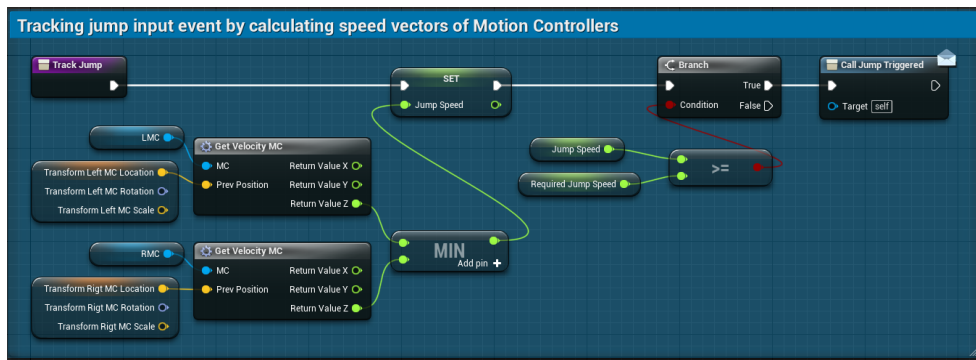 Tracking jump input event by calculating speed vectors of Motion Controllers
Track Jump
SET
Jump Speed
Branch
True
Condition
False
Call Jump Triggered
Target self
LMC
Transform Left MC Location
Transform Left MC Rotation
Transform Left MC Scale
Get Velocity MC
MC
Return Value X
Prev Position
Return Value Y
Return Value Z
Jump Speed
Required Jump Speed
>=
MIN
Add pin
RMC
Transform Rigt MC Location
Transform Rigt MC Rotation
Transform Rigt MC Scale
Get Velocity MC
MC
Return Value X
Prev Position
Return Value Y
Return Value Z